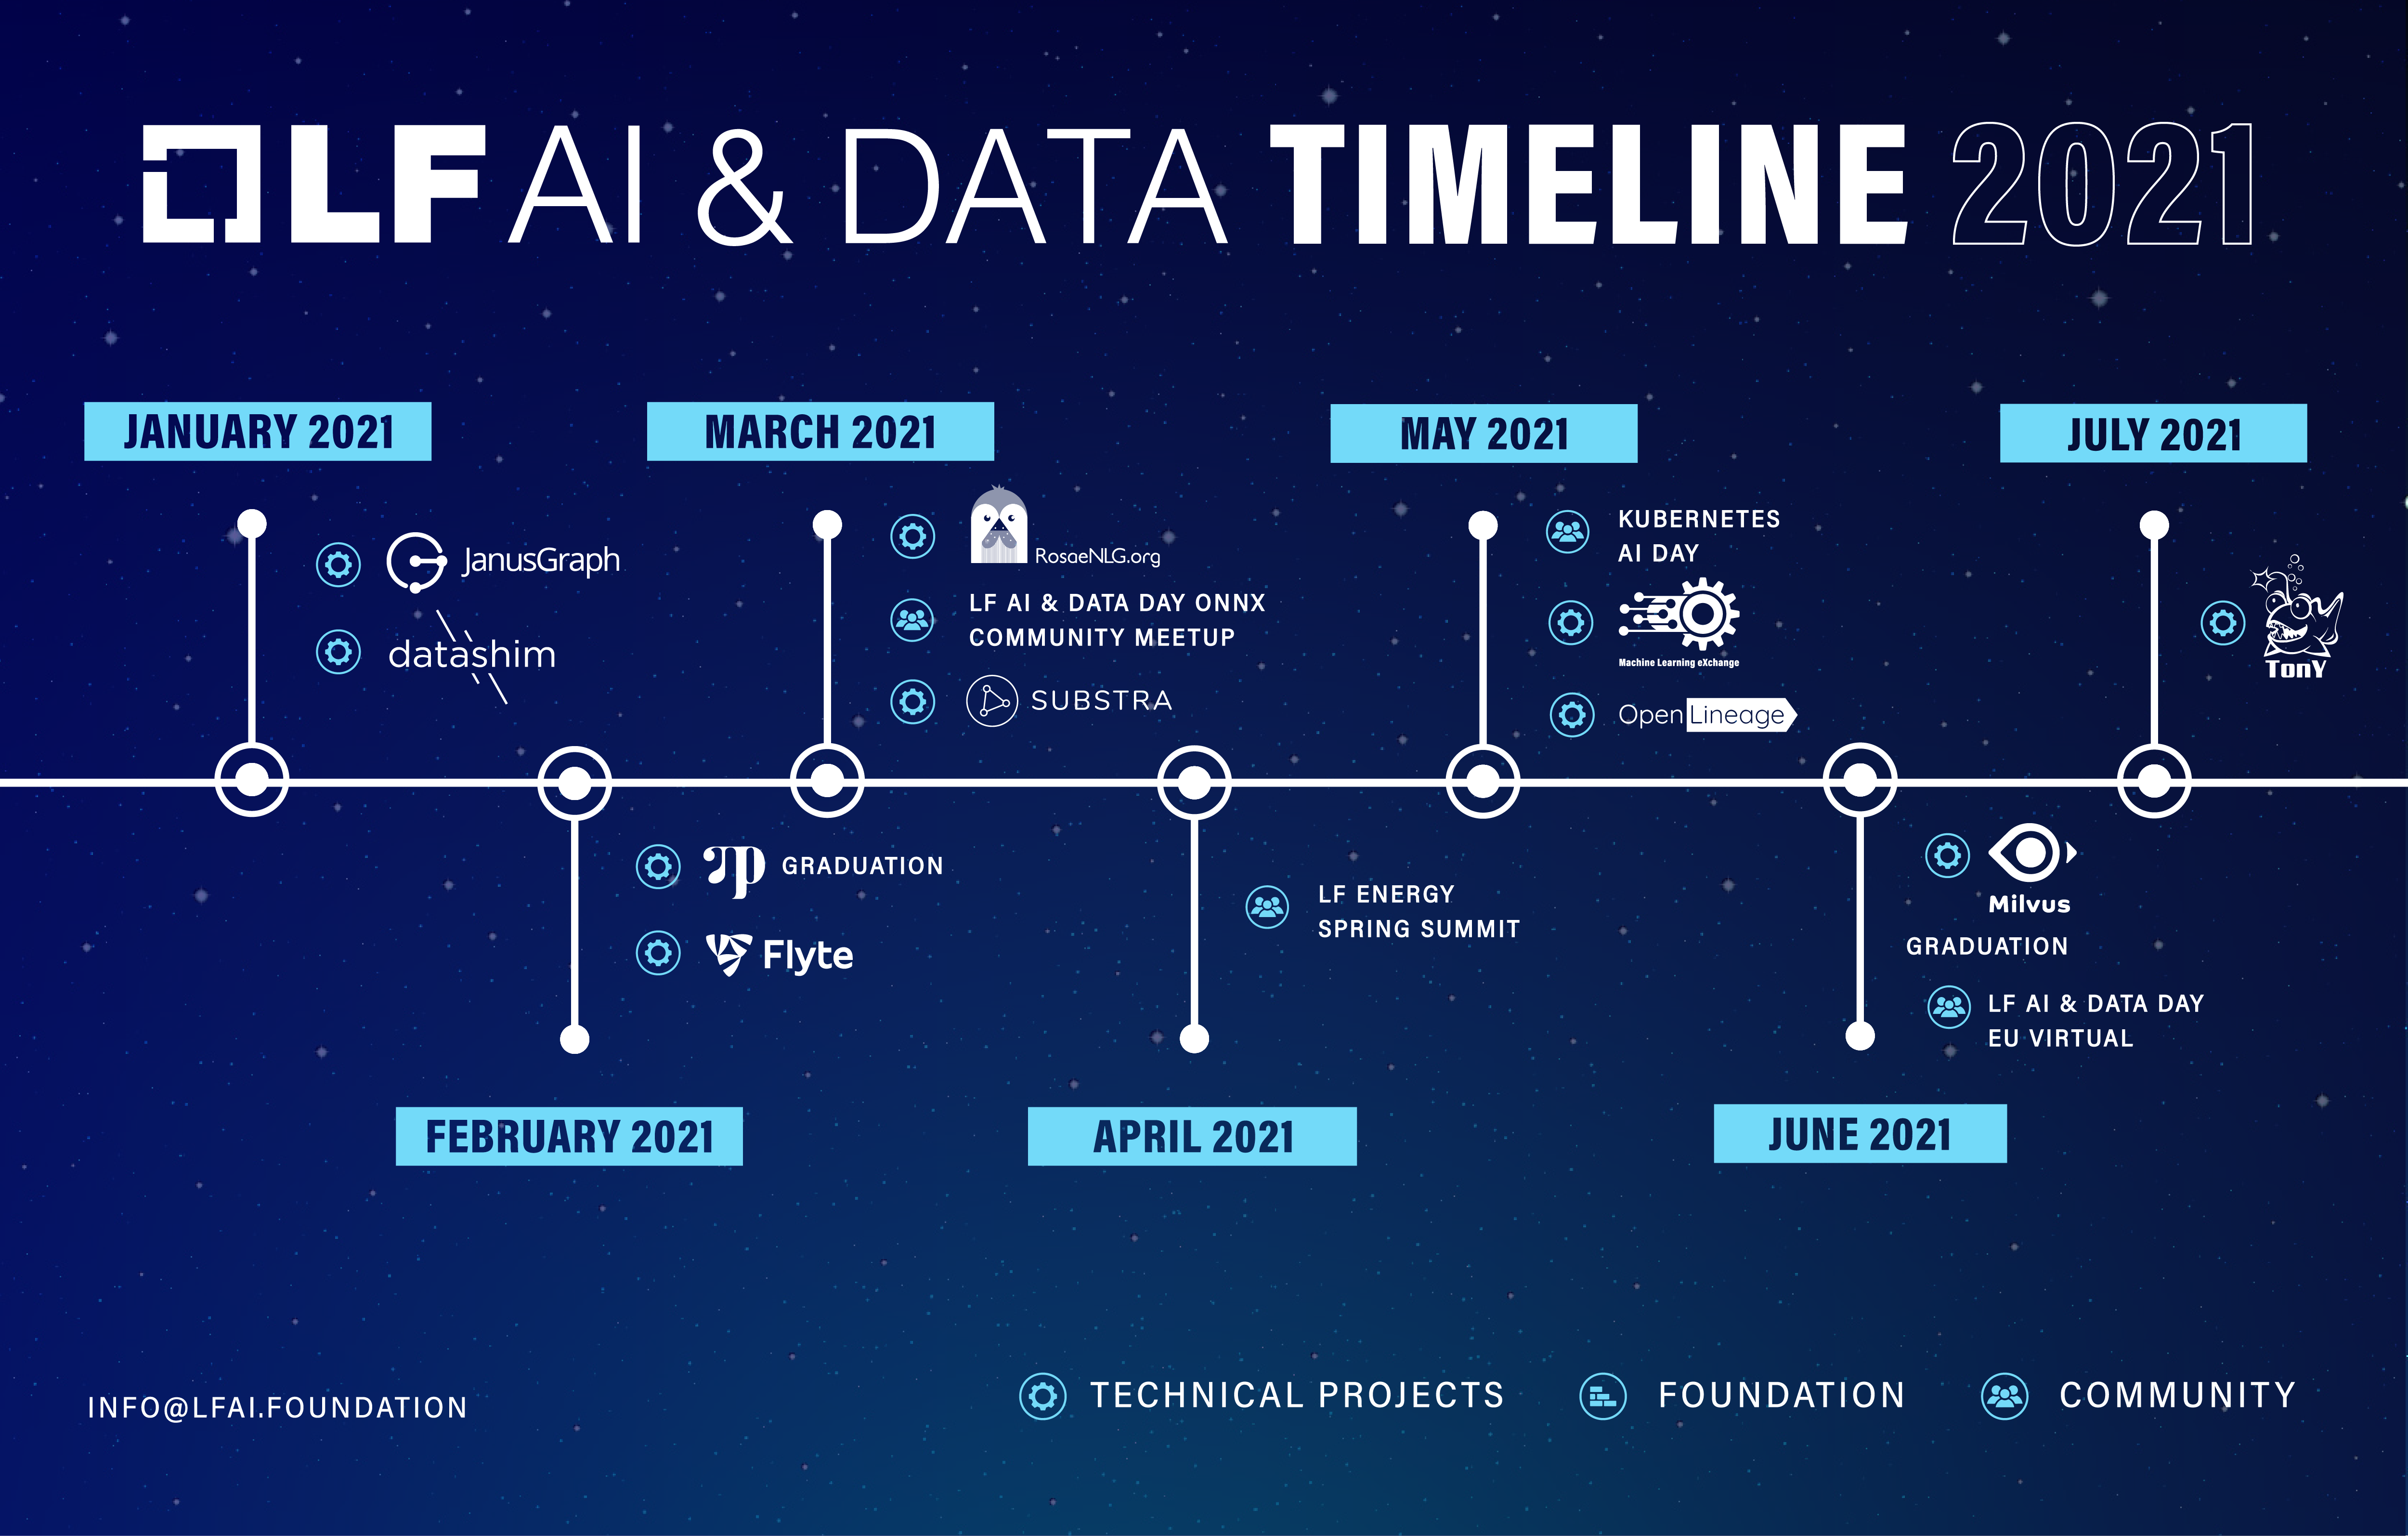 LF AI & DATA TIMELINE 2021
JANUARY 2021
JanusGraph
datashim
FEBRUARY 2021
GRADUATION
Flyte
MARCH 2021
RosaeNLG.org
LF AI & DATA DAY ONNX
COMMUNITY MEETUP
SUBSTRA
APRIL 2021
LF ENERGY
SPRING SUMMIT
MAY 2021
KUBERNETES
AI DAY
Machine Learning eXchange
Open Lineage
JUNE 2021
Milvus
GRADUATION
LF AI & DATA DAY
EU VIRTUAL
JULY 2021
TonY
INFO@LFAI.FOUNDATION
TECHNICAL PROJECTS
FOUNDATION
COMMUNITY